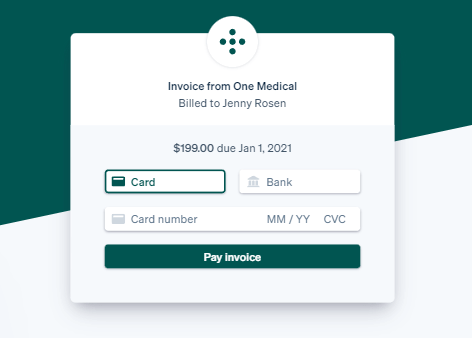 Invoice from One Medical
Billed to Jenny Rosen
$199.00 due Jan 1, 2021
Card Bank
Card number MM / YY CVC
Pay invoice